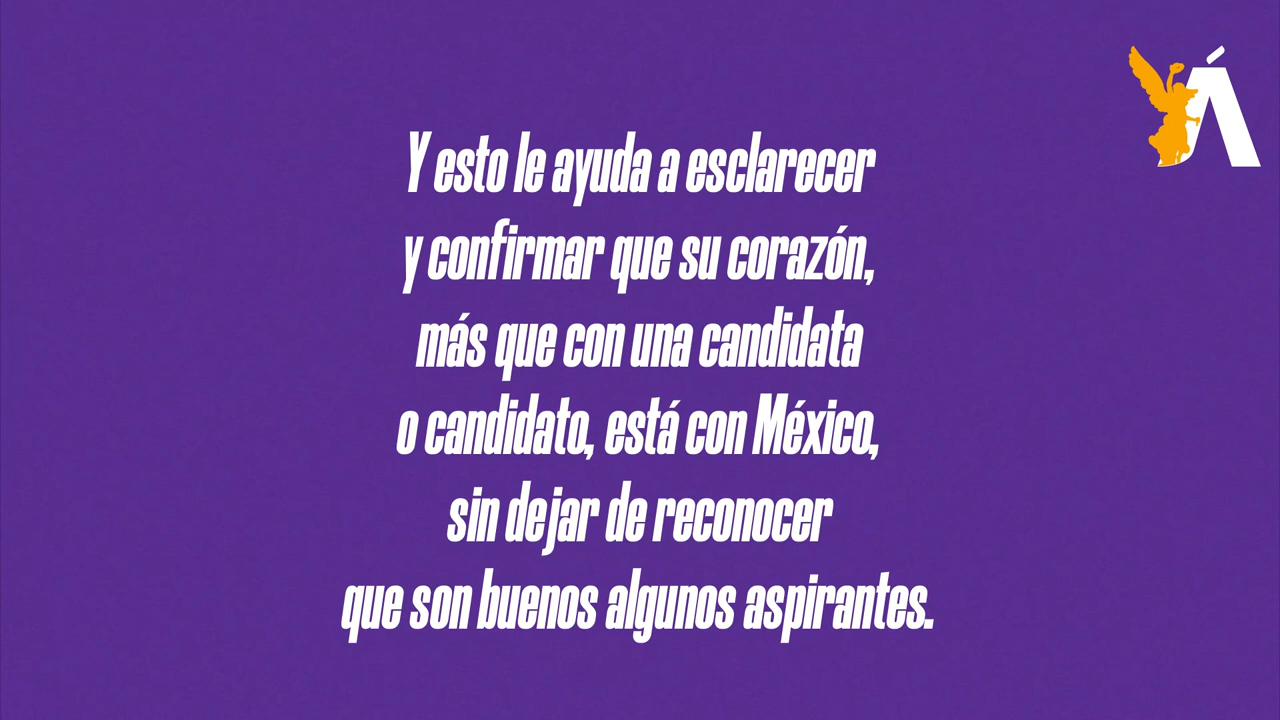 Á
Y esto le ayuda a esclarecer
y confirmar que su corazón,
más que con una candidata
o candidato, está con México,
sin dejar de reconocer
que son buenos algunos aspirantes.